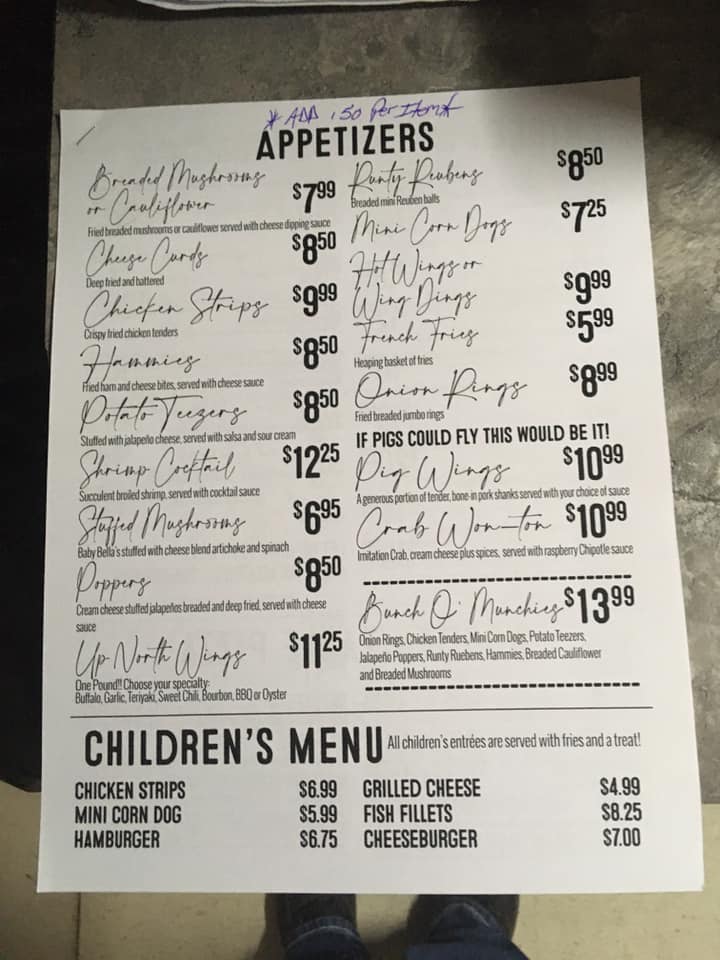 * ADD .50 Per Item *
APPETIZERS
Breaded Mushrooms
or Cauliflower $7.99
Fried breaded mushrooms or cauliflower served with cheese dipping sauce
Cheese Curds $8.50
Deep fried and battered
Chicken Strips $9.99
Crispy fried chicken tenders
Hammies $8.50
Fried ham and cheese bites, served with cheese sauce
Potato Teezers $8.50
Stuffed with jalapeño cheese, served with salsa and sour cream
Shrimp Cocktail $12.25
Succulent broiled shrimp, served with cocktail sauce
Stuffed Mushrooms $6.95
Baby Bella's stuffed with cheese blend artichoke and spinach
Poppers $8.50
Cream cheese stuffed jalapeños breaded and deep fried, served with cheese
sauce
Up North Wings $11.25
One Pound!! Choose your specialty:
Buffalo, Garlic, Teriyaki, Sweet Chili, Bourbon, BBQ or Oyster
Runty Reubens $8.50
Breaded mini Reuben balls
Mini Corn Dogs $7.25
Hot Wings or
Wing Dings $9.99
French Fries $5.99
Heaping basket of fries
Onion Rings $8.99
Fried breaded jumbo rings
IF PIGS COULD FLY THIS WOULD BE IT!
Pig Wings $10.99
A generous portion of tender, bone-in pork shanks served with your choice of sauce
Crab Won-ton $10.99
Imitation Crab, cream cheese plus spices, served with raspberry Chipotle sauce
Bunch O' Munchies $13.99
Onion Rings, Chicken Tenders, Mini Corn Dogs, Potato Teezers,
Jalapeño Poppers, Runty Ruebens, Hammies, Breaded Cauliflower
and Breaded Mushrooms
CHILDREN'S MENU All children's entrées are served with fries and a treat!
CHICKEN STRIPS $6.99
MINI CORN DOG $5.99
HAMBURGER $6.75
GRILLED CHEESE $4.99
FISH FILLETS $8.25
CHEESEBURGER $7.00